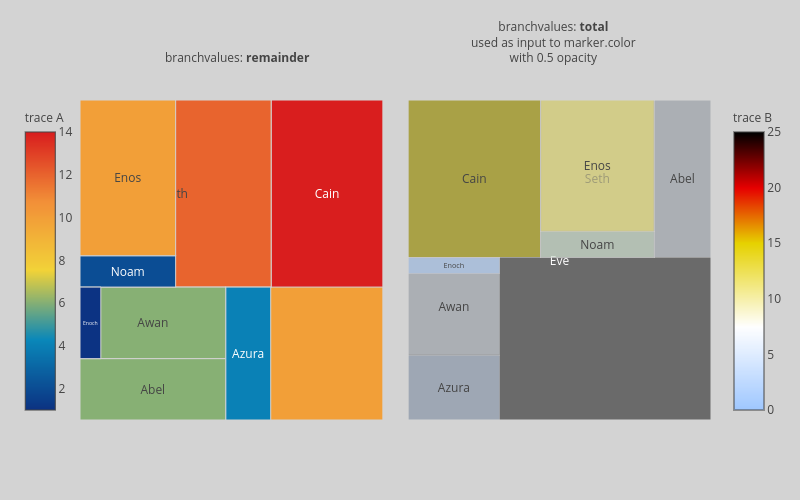 branchvalues: total
used as input to marker.color
with 0.5 opacity
branchvalues: remainder
trace A
14
12
10
8
6
4
2
Enos
th
Cain
Noam
Enoch
Awan
Azura
Abel
Cain
Enos
Seth
Abel
Noam
Eve
Enoch
Awan
Azura
trace B
25
20
15
10
5
0